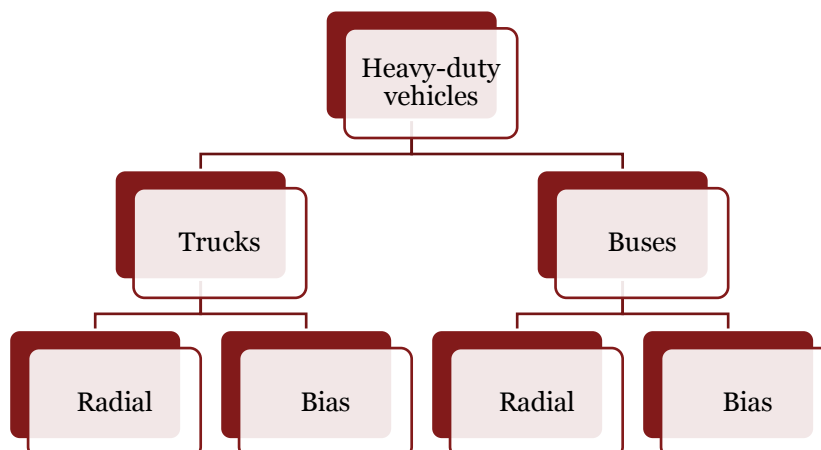 Heavy-duty
vehicles
Trucks
Buses
Radial
Bias
Radial
Bias